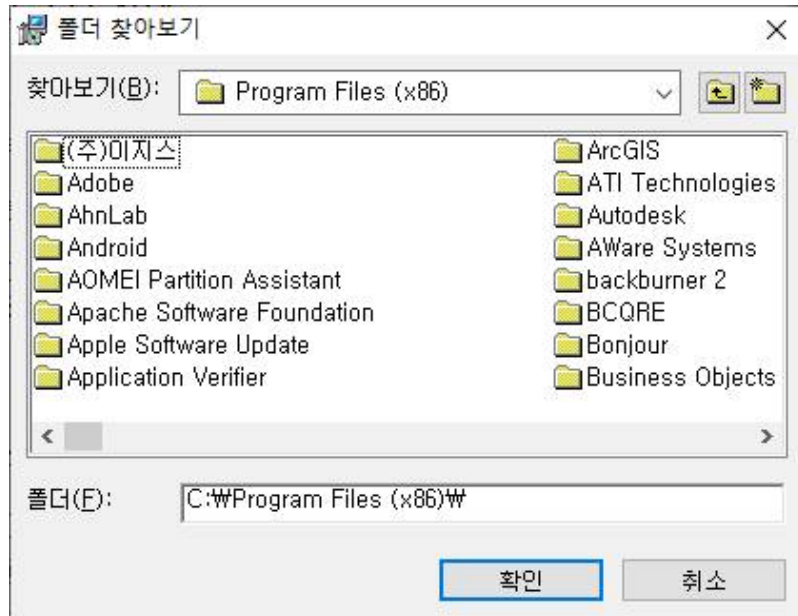 폴더 찾아보기
찾아보기(B):
Program Files (x86)
(주)이지스
Adobe
AhnLab
Android
AOMEI Partition Assistant
Apache Software Foundation
Apple Software Update
Application Verifier
ArcGIS
ATI Technologies
Autodesk
AWare Systems
backburner 2
BCQRE
Bonjour
Business Objects
폴더(F):
C:₩Program Files (x86)₩
확인
취소